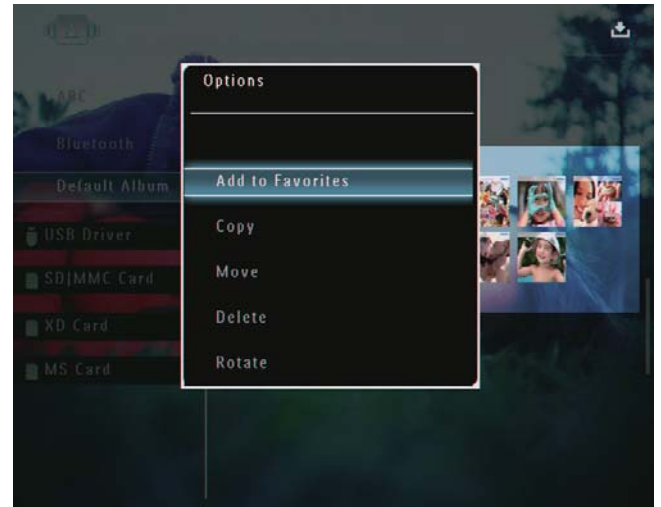 Options
ABC
Bluetooth
Default Album
USB Driver
SD|MMC Card
XD Card
MS Card
Add to Favorites
Copy
Move
Delete
Rotate